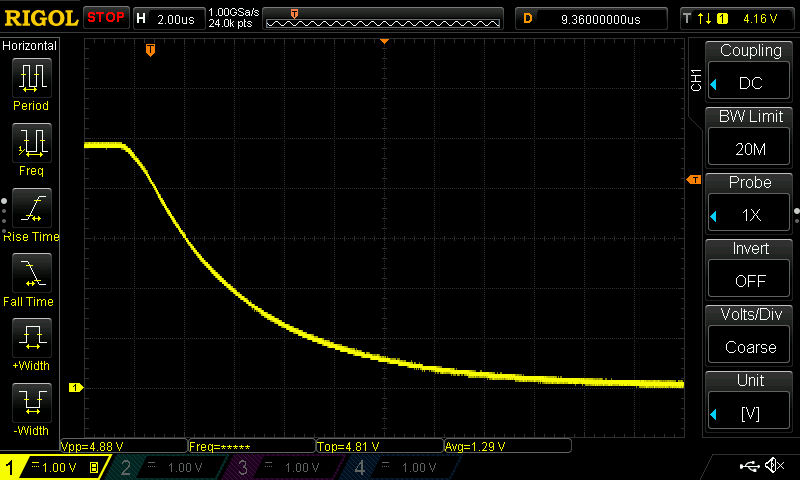 RIGOL STOP H 2.00us 1.00GSa/s 24.0k pts T D 9.36000000us T 1 4.16 V
Horizontal
Period
Freq
Rise Time
Fall Time
+Width
-Width
T
T
1
CH1
Coupling
DC
BW Limit
20M
Probe
1X
Invert
OFF
Volts/Div
Coarse
Unit
[V]
Vpp=4.88 V Freq=***** Top=4.81 V Avg=1.29 V
1 1.00 V B 2 1.00 V 3 1.00 V 4 1.00 V